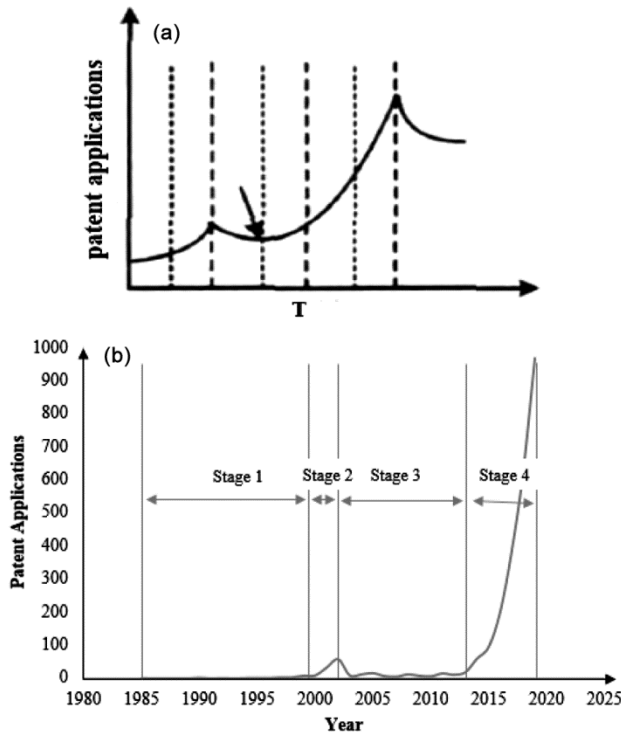 (a)
patent applications
T
(b)
1000
900
800
700
600
500
400
300
200
100
0
Patent Applications
Stage 1
Stage 2
Stage 3
Stage 4
1980 1985 1990 1995 2000 2005 2010 2015 2020 2025
Year